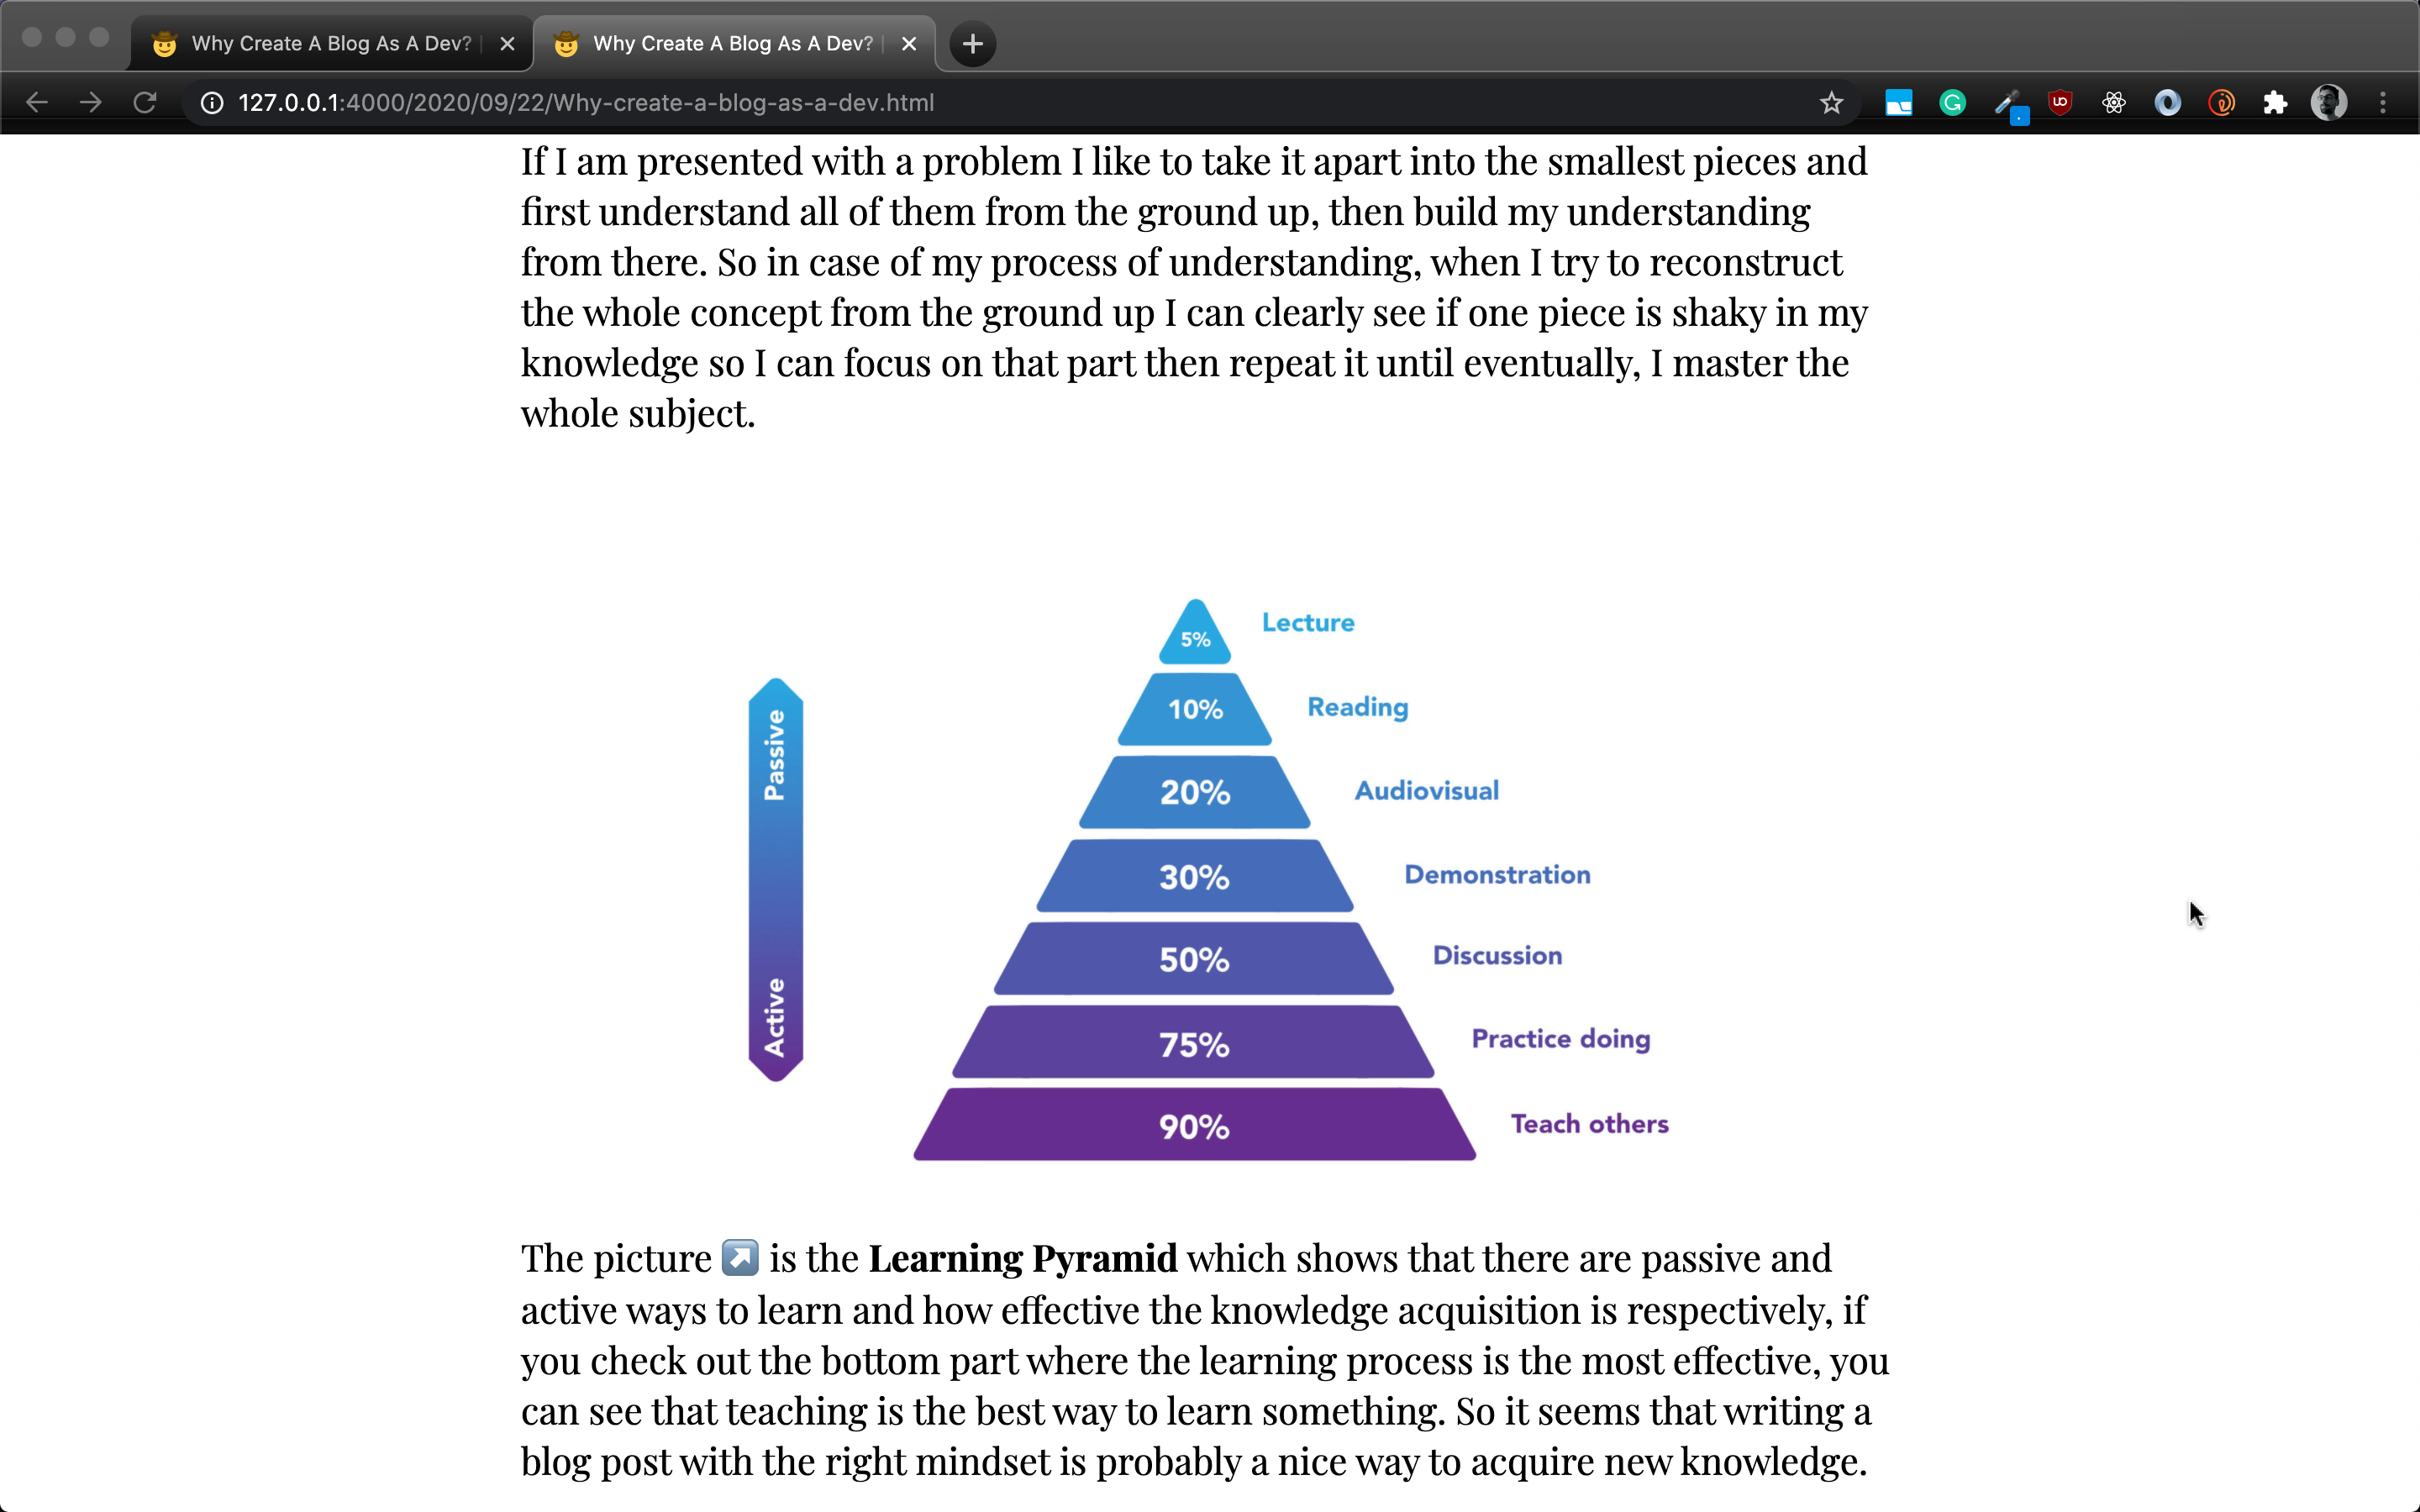 Why Create A Blog As A Dev?
Why Create A Blog As A Dev?
127.0.0.1:4000/2020/09/22/Why-create-a-blog-as-a-dev.html
If I am presented with a problem I like to take it apart into the smallest pieces and
first understand all of them from the ground up, then build my understanding
from there. So in case of my process of understanding, when I try to reconstruct
the whole concept from the ground up I can clearly see if one piece is shaky in my
knowledge so I can focus on that part then repeat it until eventually, I master the
whole subject.
Passive
Active
5% Lecture
10% Reading
20% Audiovisual
30% Demonstration
50% Discussion
75% Practice doing
90% Teach others
The picture ↗️ is the Learning Pyramid which shows that there are passive and
active ways to learn and how effective the knowledge acquisition is respectively, if
you check out the bottom part where the learning process is the most effective, you
can see that teaching is the best way to learn something. So it seems that writing a
blog post with the right mindset is probably a nice way to acquire new knowledge.